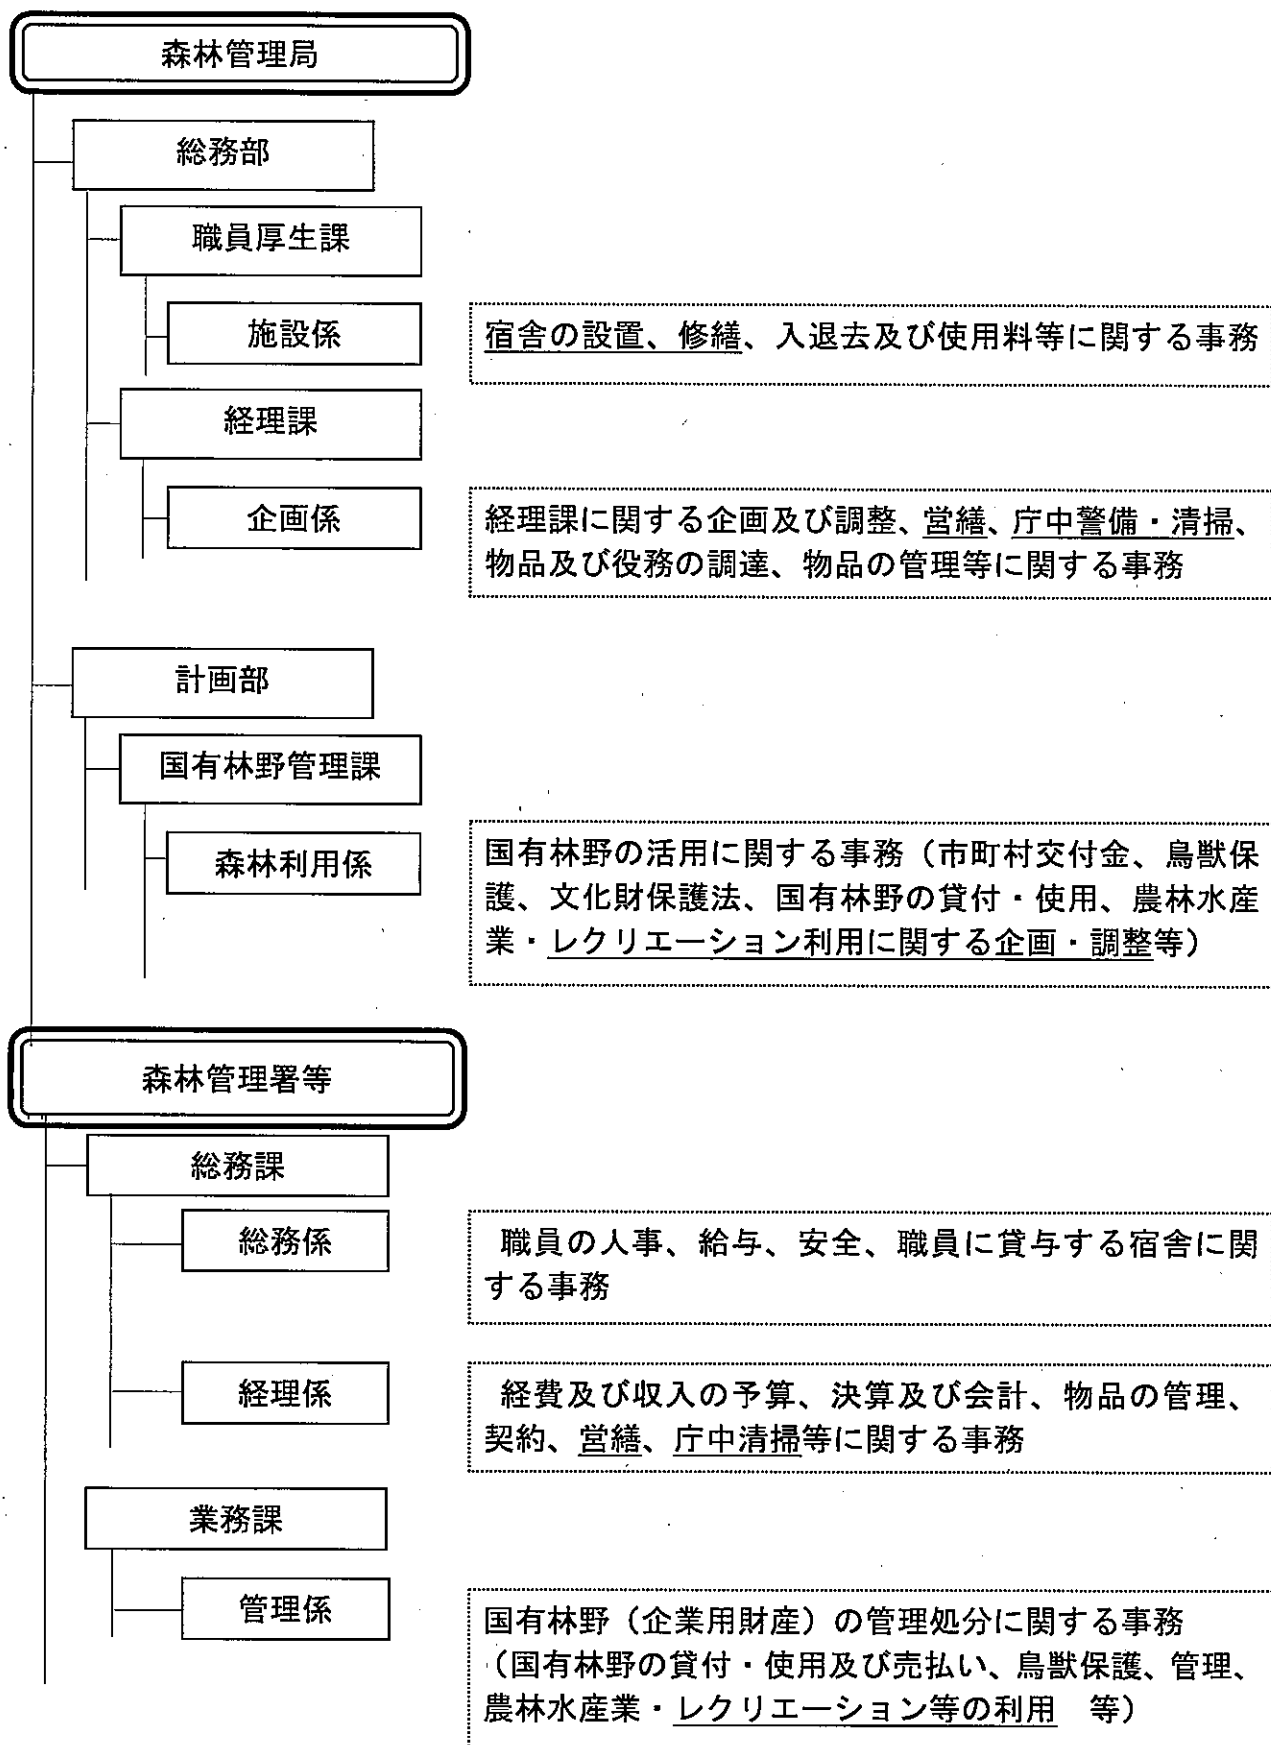 森林管理局
総務部
職員厚生課
施設係
宿舎の設置、修繕、入退去及び使用料等に関する事務
経理課
企画係
経理課に関する企画及び調整、営繕、庁中警備・清掃、
物品及び役務の調達、物品の管理等に関する事務
計画部
国有林野管理課
森林利用係
国有林野の活用に関する事務（市町村交付金、鳥獣保
護、文化財保護法、国有林野の貸付・使用、農林水産
業・レクリエーション利用に関する企画・調整等）
森林管理署等
総務課
総務係
職員の人事、給与、安全、職員に貸与する宿舎に関
する事務
経理係
経費及び収入の予算、決算及び会計、物品の管理、
契約、営繕、庁中清掃等に関する事務
業務課
管理係
国有林野（企業用財産）の管理処分に関する事務
（国有林野の貸付・使用及び売払い、鳥獣保護、管理、
農林水産業・レクリエーション等の利用　等）